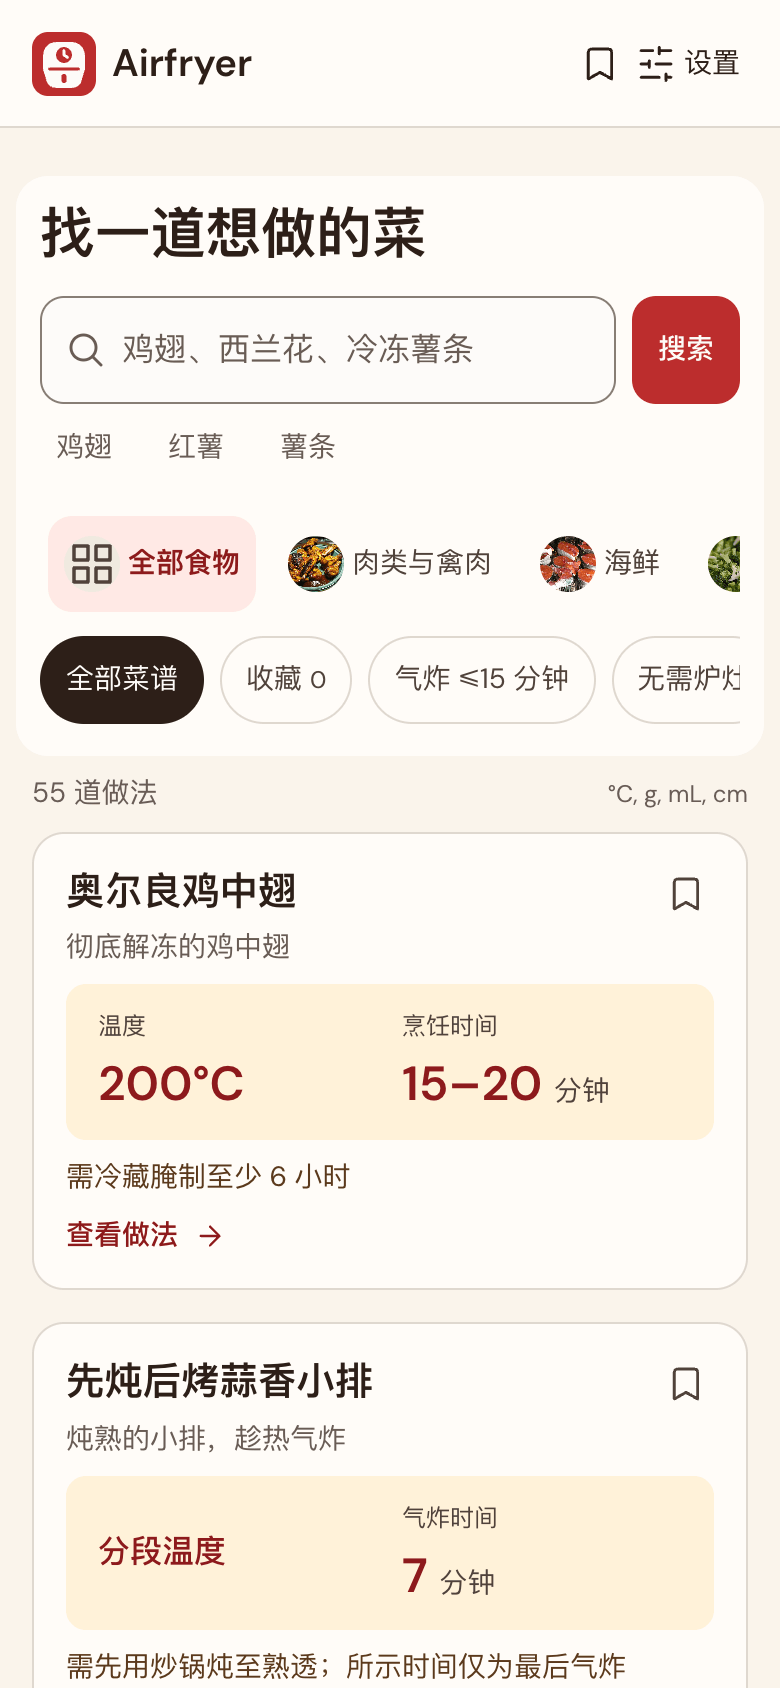 Airfryer
设置
找一道想做的菜
鸡翅、西兰花、冷冻薯条
搜索
鸡翅 红薯 薯条
全部食物 肉类与禽肉 海鲜
全部菜谱 收藏 0 气炸 ≤15 分钟 无需炉灶
55 道做法
°C, g, mL, cm
奥尔良鸡中翅
彻底解冻的鸡中翅
温度 烹饪时间
200°C 15–20 分钟
需冷藏腌制至少 6 小时
查看做法 →
先炖后烤蒜香小排
炖熟的小排，趁热气炸
气炸时间
分段温度
7 分钟
需先用炒锅炖至熟透；所示时间仅为最后气炸